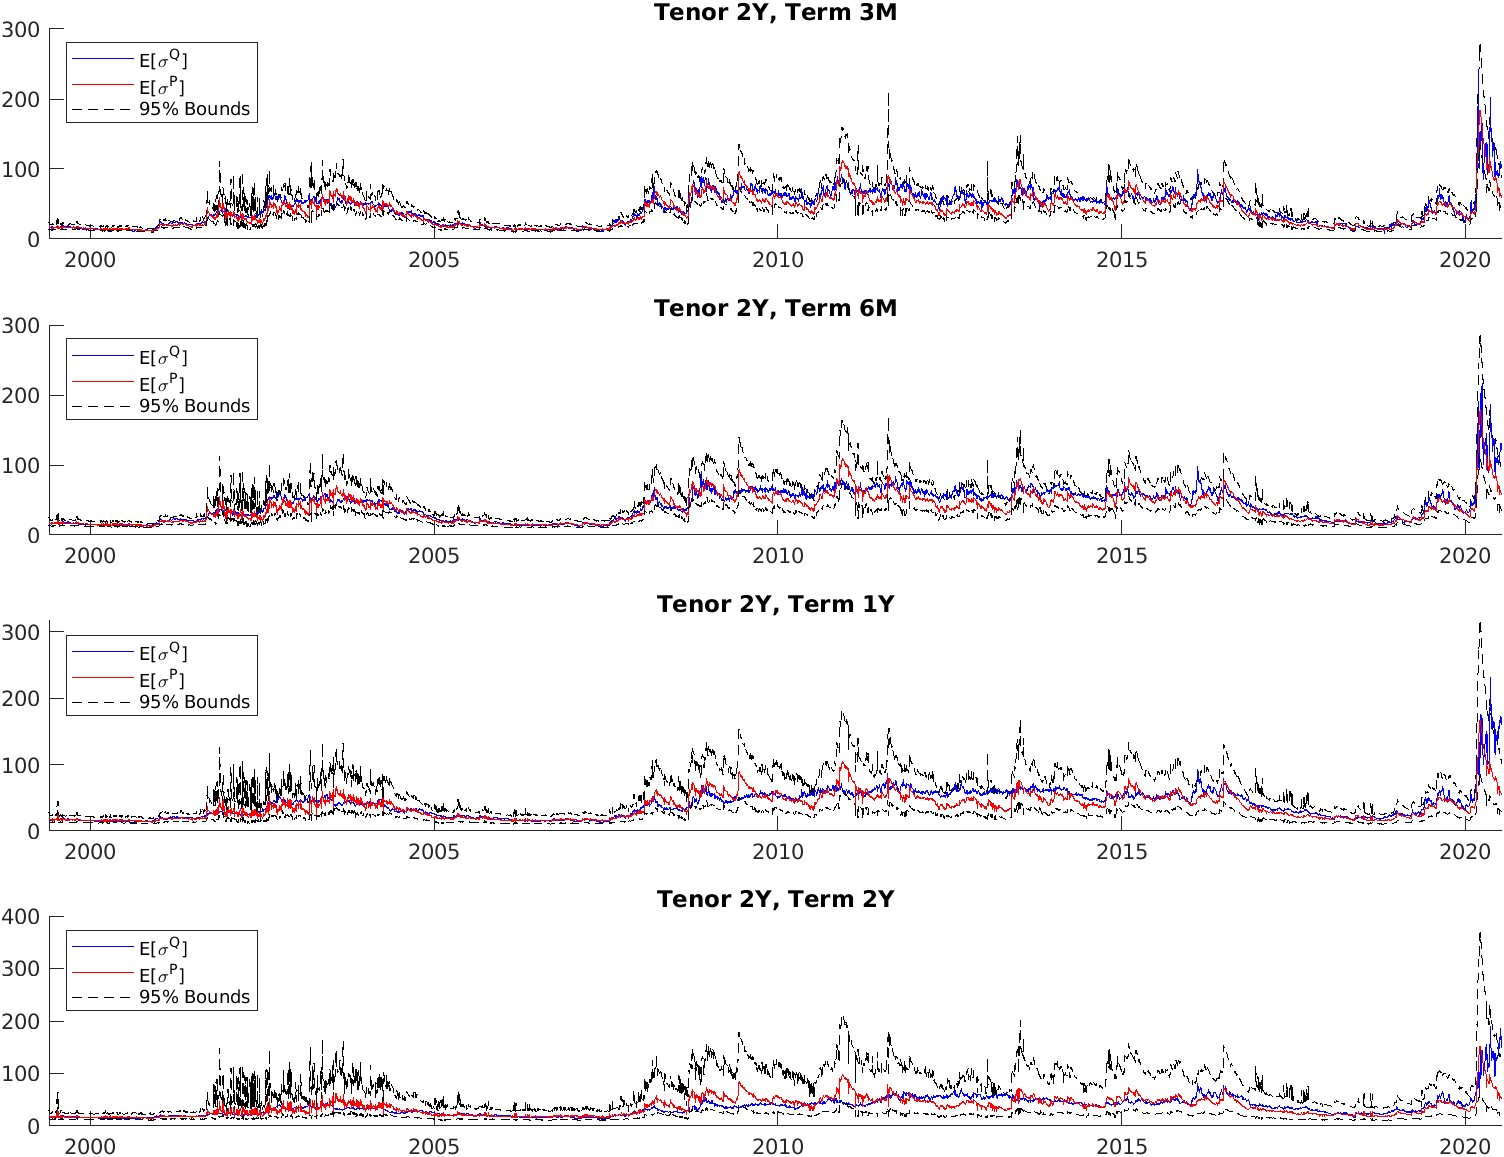 Tenor 2Y, Term 3M
300
200
100
0
E[σ^Q]
E[σ^P]
95% Bounds
2000 2005 2010 2015 2020
Tenor 2Y, Term 6M
300
200
100
0
E[σ^Q]
E[σ^P]
95% Bounds
2000 2005 2010 2015 2020
Tenor 2Y, Term 1Y
300
200
100
0
E[σ^Q]
E[σ^P]
95% Bounds
2000 2005 2010 2015 2020
Tenor 2Y, Term 2Y
400
300
200
100
0
E[σ^Q]
E[σ^P]
95% Bounds
2000 2005 2010 2015 2020